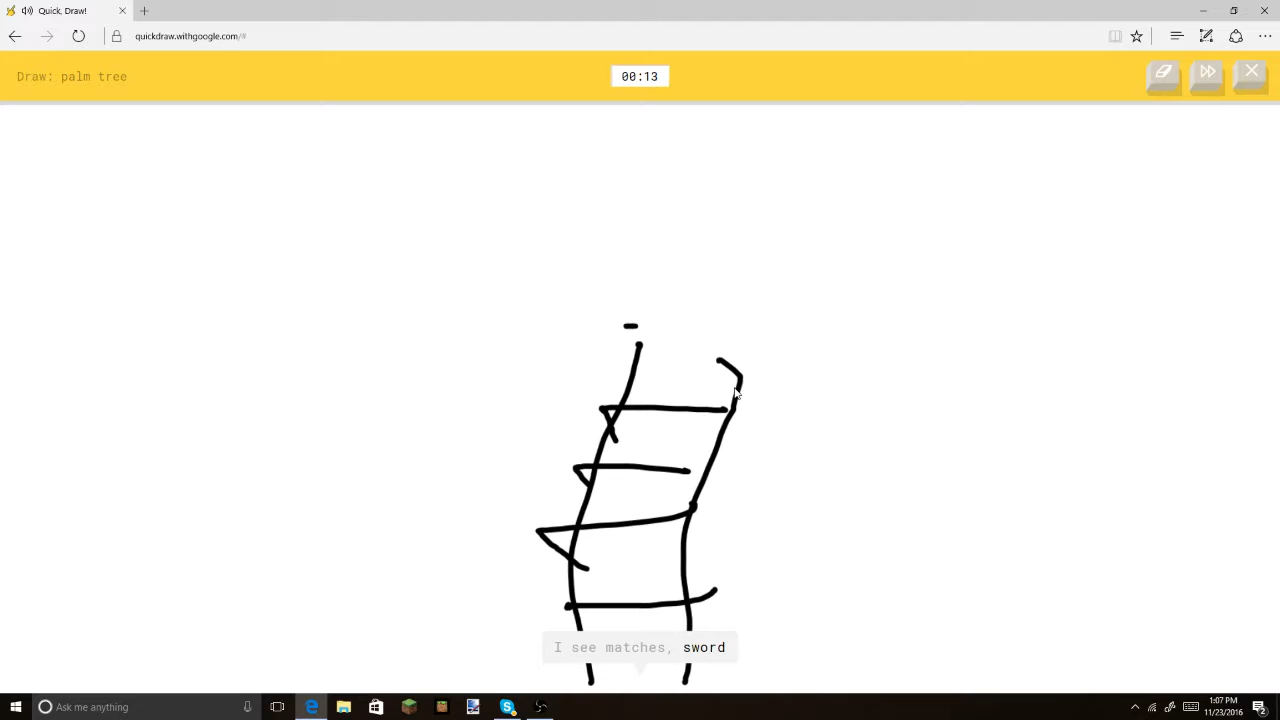 Quick, Draw!
quickdraw.withgoogle.com/#
Draw: palm tree
00:13
I see matches, sword
Ask me anything
1:07 PM
11/23/2016
2